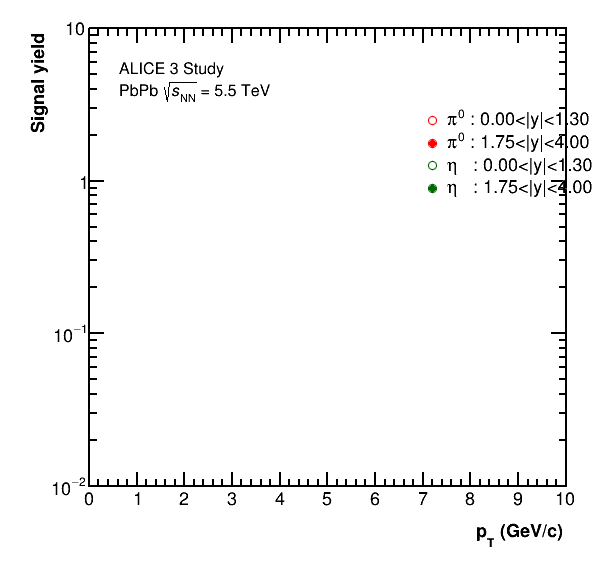 Signal yield
10
1
10⁻¹
10⁻²
ALICE 3 Study
PbPb √s_NN = 5.5 TeV
π⁰ : 0.00<|y|<1.30
π⁰ : 1.75<|y|<4.00
η : 0.00<|y|<1.30
η : 1.75<|y|<4.00
0 1 2 3 4 5 6 7 8 9 10
p_T (GeV/c)